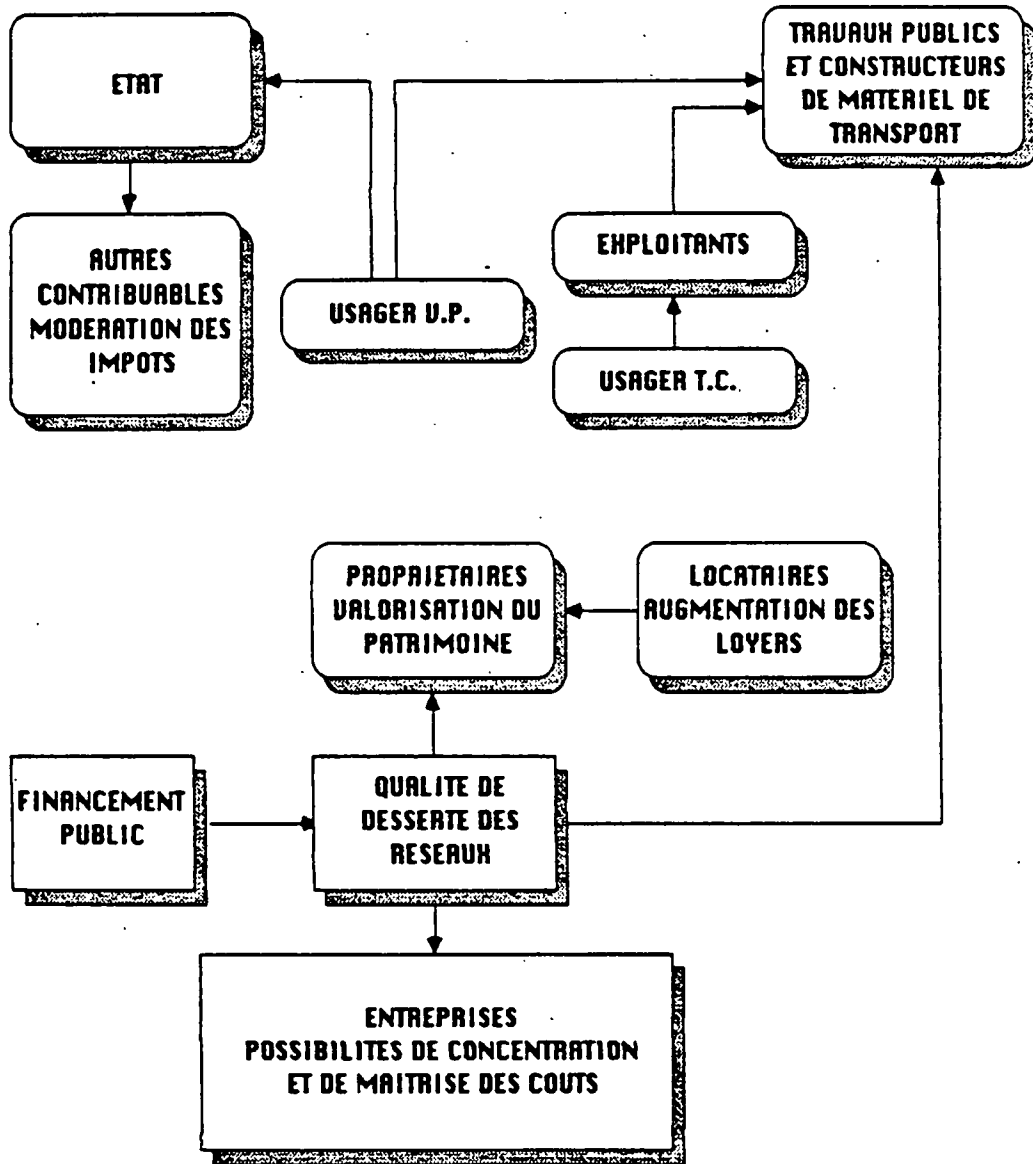 ETAT
TRAVAUX PUBLICS
ET CONSTRUCTEURS
DE MATERIEL DE
TRANSPORT
AUTRES
CONTRIBUABLES
MODERATION DES
IMPOTS
USAGER V.P.
EXPLOITANTS
USAGER T.C.
PROPRIETAIRES
VALORISATION DU
PATRIMOINE
LOCATAIRES
AUGMENTATION DES
LOYERS
FINANCEMENT
PUBLIC
QUALITE DE
DESSERTE DES
RESEAUX
ENTREPRISES
POSSIBILITES DE CONCENTRATION
ET DE MAITRISE DES COUTS